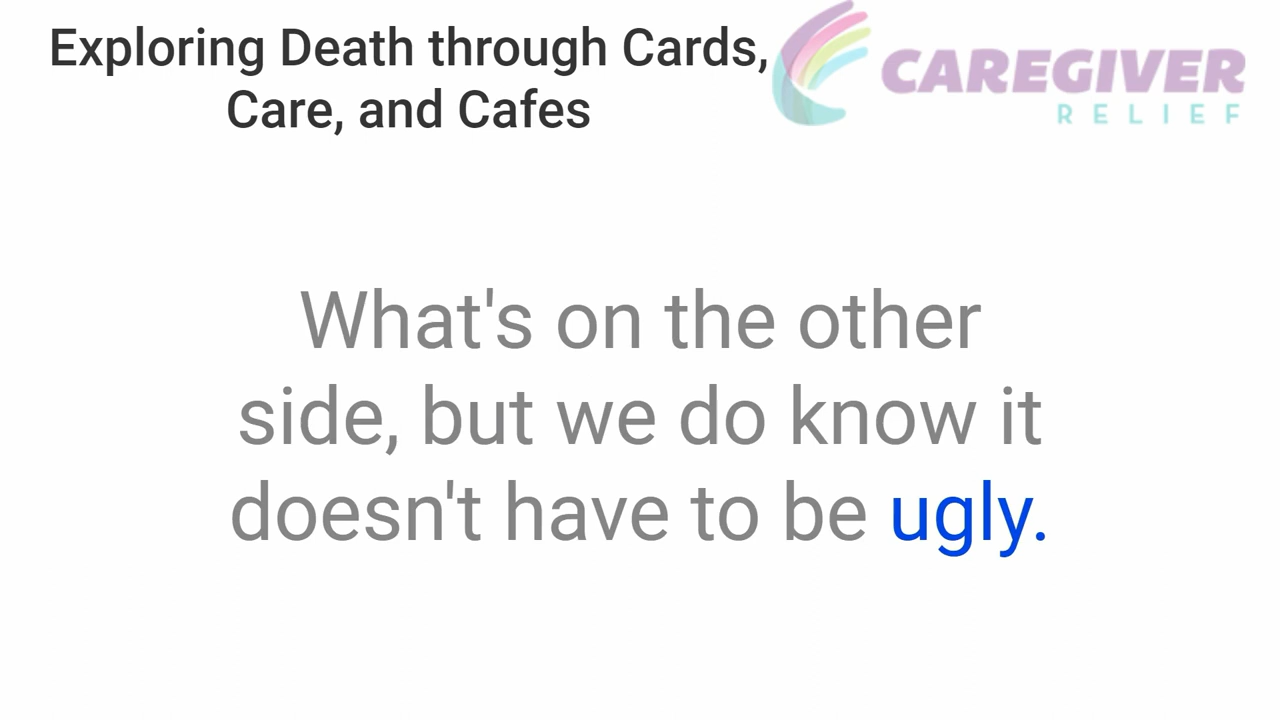 Exploring Death through Cards,
Care, and Cafes
CAREGIVER
RELIEF
What's on the other
side, but we do know it
doesn't have to be ugly.